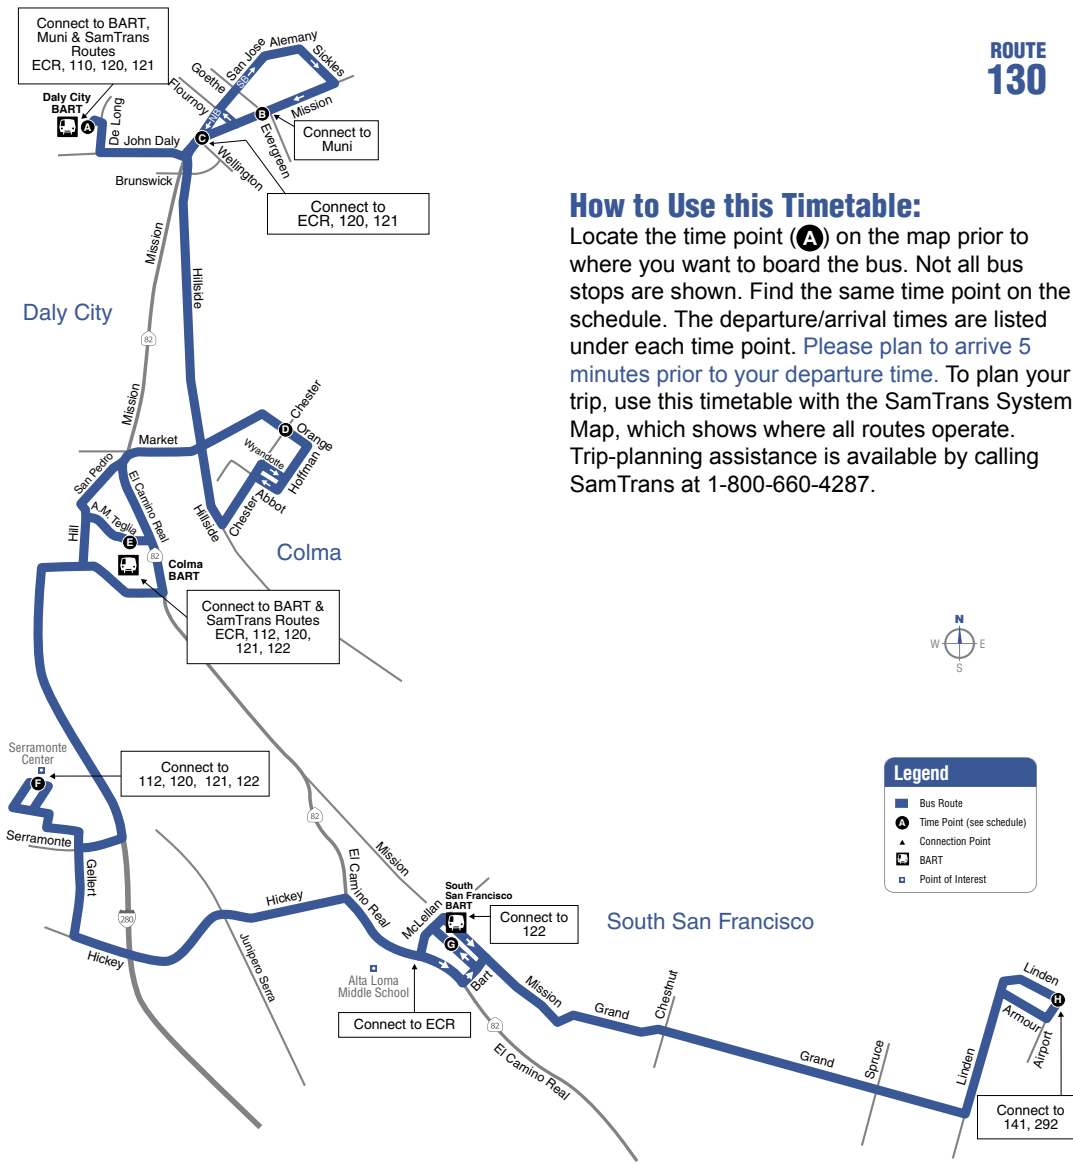 Connect to BART,
Muni & SamTrans
Routes
ECR, 110, 120, 121
ROUTE
130
Daly City
BART
A
De Long
John Daly
Brunswick
Flournoy
Goethe
San Jose
Alemany
Sickles
SB
NB
B
Mission
Evergreen
C
Wellington
Connect to
Muni
Connect to
ECR, 120, 121
How to Use this Timetable:
Locate the time point (A) on the map prior to
where you want to board the bus. Not all bus
stops are shown. Find the same time point on the
schedule. The departure/arrival times are listed
under each time point. Please plan to arrive 5
minutes prior to your departure time. To plan your
trip, use this timetable with the SamTrans System
Map, which shows where all routes operate.
Trip-planning assistance is available by calling
SamTrans at 1-800-660-4287.
Mission
Hillside
Daly City
82
Mission
Market
Chester
D
Orange
Wyandotte
Hoffman
Abbot
Chester
Hillside
San Pedro
El Camino Real
A.M. Teglia
Hill
E
82
Colma
BART
Colma
Connect to BART &
SamTrans Routes
ECR, 112, 120,
121, 122
N
W
E
S
Serramonte
Center
F
Connect to
112, 120, 121, 122
Serramonte
Gellert
Hickey
280
Hickey
Junipero Serra
82
Mission
El Camino Real
McLellan
South
San Francisco
BART
G
Connect to
122
Bart
Alta Loma
Middle School
Connect to ECR
82
El Camino Real
Mission
South San Francisco
Grand
Chestnut
Grand
Spruce
Linden
Linden
Armour
Airport
H
Connect to
141, 292
Legend
Bus Route
A
Time Point (see schedule)
Connection Point
BART
Point of Interest